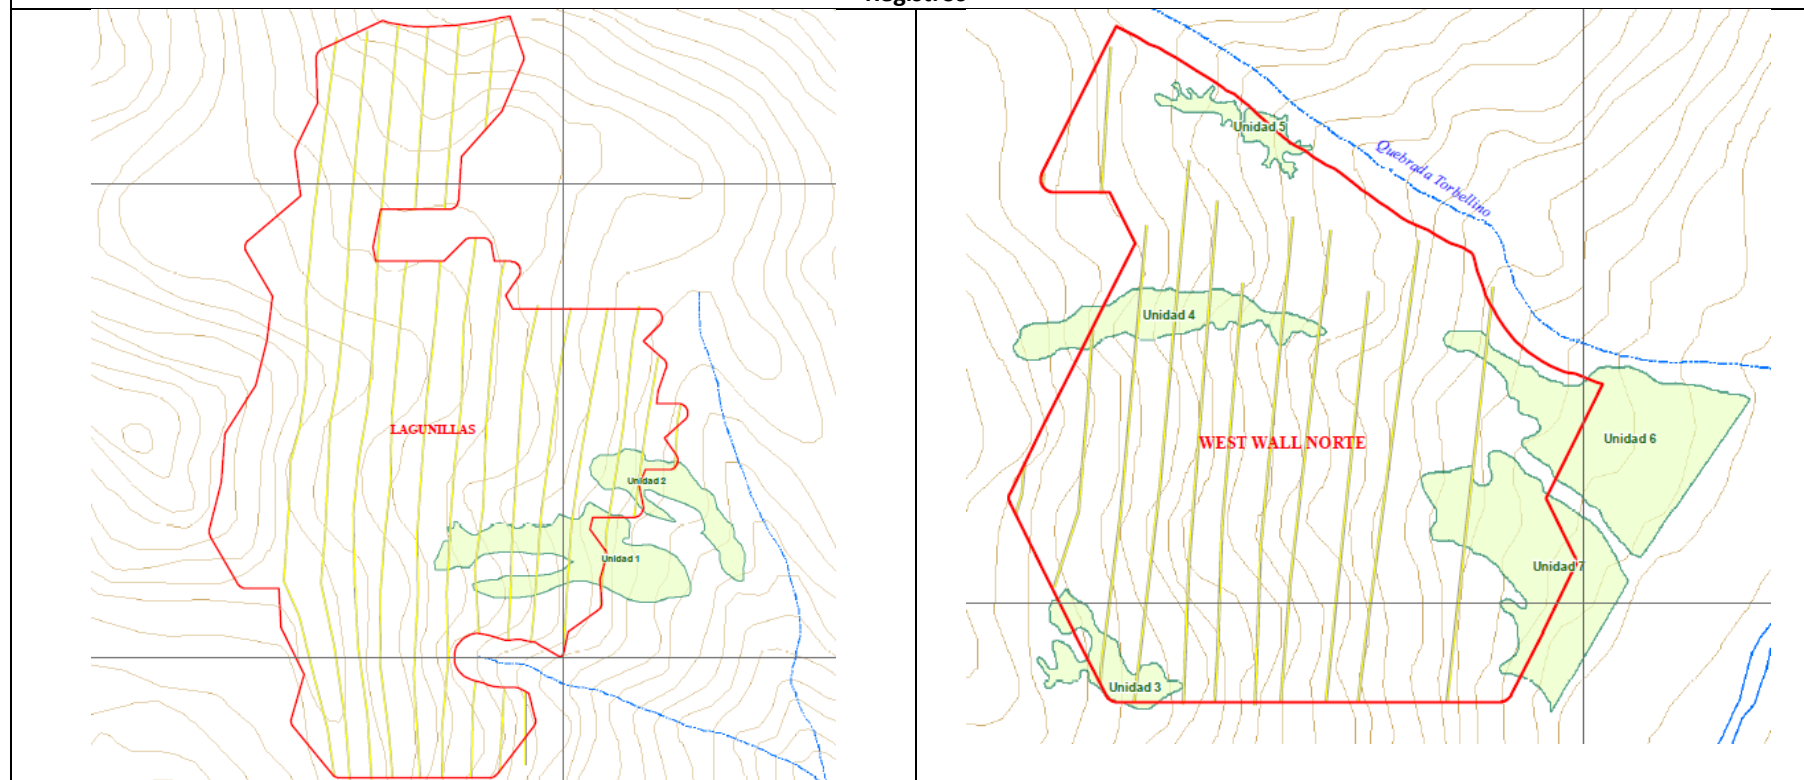 Registros
LAGUNILLAS
Unidad 2
Unidad 1
Unidad 5
Quebrada Torbellino
Unidad 4
WEST WALL NORTE
Unidad 6
Unidad 7
Unidad 3